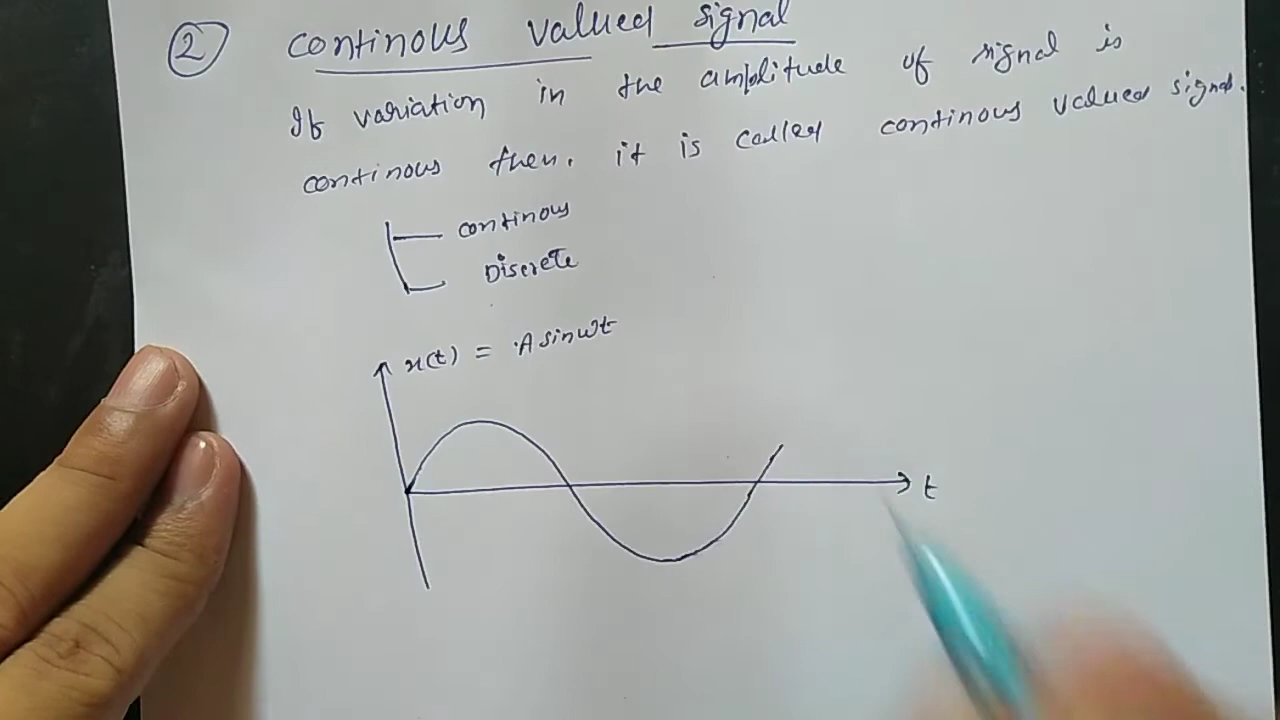 2 continous valued signal
If variation in the amplitude of signal is
continous then. it is called continous valued signal.
continous
Discrete
x(t) = A sinωt
t